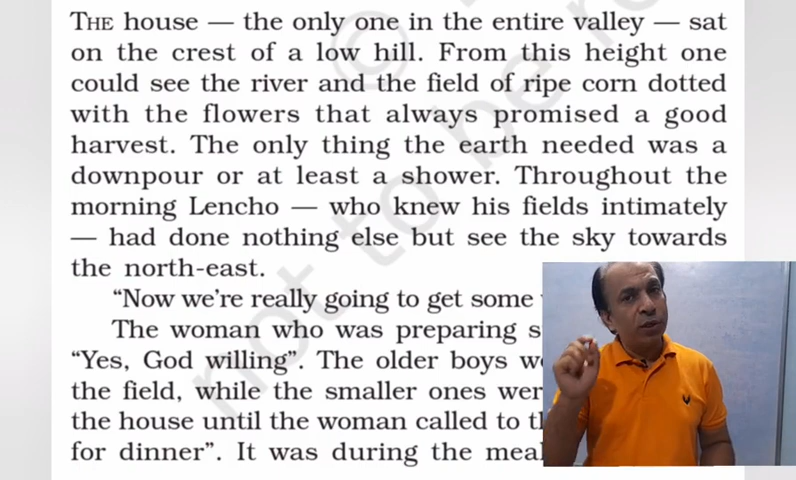 THE house — the only one in the entire valley — sat
on the crest of a low hill. From this height one
could see the river and the field of ripe corn dotted
with the flowers that always promised a good
harvest. The only thing the earth needed was a
downpour or at least a shower. Throughout the
morning Lencho — who knew his fields intimately
— had done nothing else but see the sky towards
the north-east.
“Now we’re really going to get some
The woman who was preparing
“Yes, God willing”. The older boys
the field, while the smaller ones
the house until the woman called to
for dinner”. It was during the
not to be
©